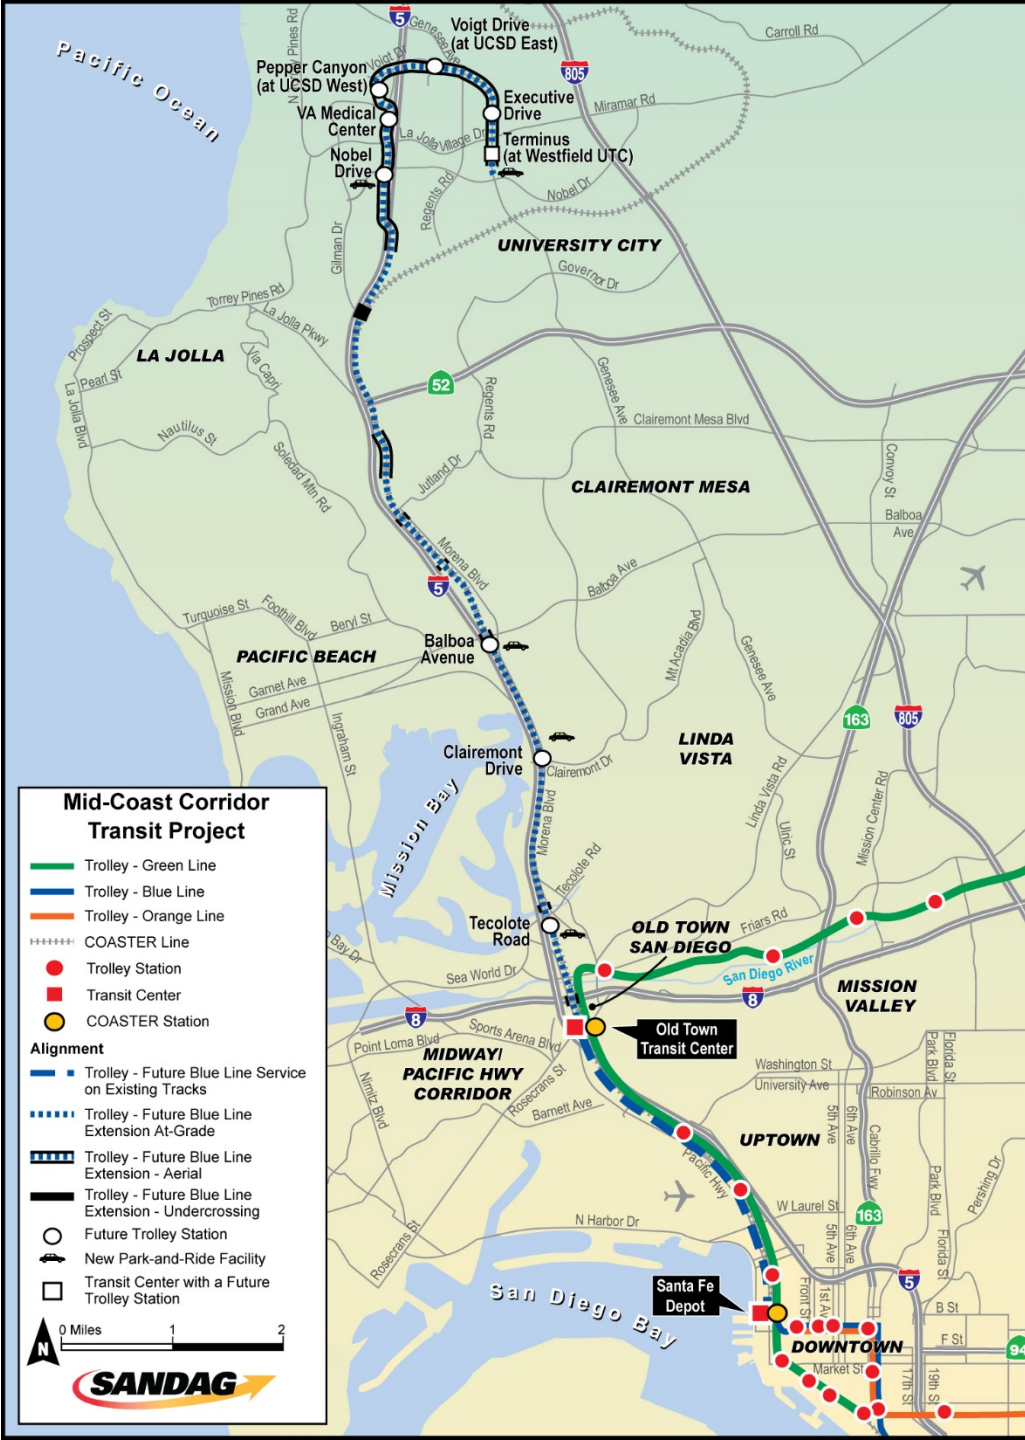 Pacific Ocean
5
Genesee Ave
Voigt Drive
(at UCSD East)
805
Carroll Rd
Voigt Dr
Pepper Canyon
(at UCSD West)
VA Medical
Center
Executive
Drive
Miramar Rd
La Jolla Village Dr
Terminus
(at Westfield UTC)
Nobel
Drive
Regents Rd
Nobel Dr
Gilman Dr
UNIVERSITY CITY
Governor Dr
Torrey Pines Rd
La Jolla Pkwy
Prospect St
LA JOLLA
Via Capri
Pearl St
La Jolla Blvd
52
Regents Rd
Genesee Ave
Clairemont Mesa Blvd
Nautilus St
Soledad Mtn Rd
Jutland Dr
Convoy St
CLAIREMONT MESA
Balboa
Ave
Morena Blvd
5
Balboa Ave
Turquoise St
Foothill Blvd
Beryl St
Balboa
Avenue
PACIFIC BEACH
Mt Acadia Blvd
Genesee Ave
Mission Blvd
Garnet Ave
Grand Ave
Ingraham St
163
805
LINDA
VISTA
Clairemont
Drive
Clairemont Dr
Mission Bay
Morena Blvd
Linda Vista Rd
Ulric St
Mission Center Rd
Tecolote Rd
Tecolote
Road
OLD TOWN
SAN DIEGO
Friars Rd
San Diego River
Bay Dr
Sea World Dr
8
8
MISSION
VALLEY
Sports Arena Blvd
Point Loma Blvd
Old Town
Transit Center
MIDWAY/
PACIFIC HWY
CORRIDOR
Rosecrans St
Nimitz Blvd
Barnett Ave
Washington St
University Ave
Robinson Av
Park Blvd
Florida St
5th Ave
6th Ave
Cabrillo Fwy
UPTOWN
Pacific Hwy
W Laurel St
163
Park Blvd
Florida St
Pershing Dr
N Harbor Dr
Rosecrans St
5th Ave
6th Ave
5
San Diego Bay
Santa Fe
Depot
Front St
1st Av
B St
F St
94
DOWNTOWN
Market St
17th St
19th St
Mid-Coast Corridor
Transit Project
Trolley - Green Line
Trolley - Blue Line
Trolley - Orange Line
COASTER Line
Trolley Station
Transit Center
COASTER Station
Alignment
Trolley - Future Blue Line Service
on Existing Tracks
Trolley - Future Blue Line
Extension At-Grade
Trolley - Future Blue Line
Extension - Aerial
Trolley - Future Blue Line
Extension - Undercrossing
Future Trolley Station
New Park-and-Ride Facility
Transit Center with a Future
Trolley Station
N
0 Miles 1 2
SANDAG